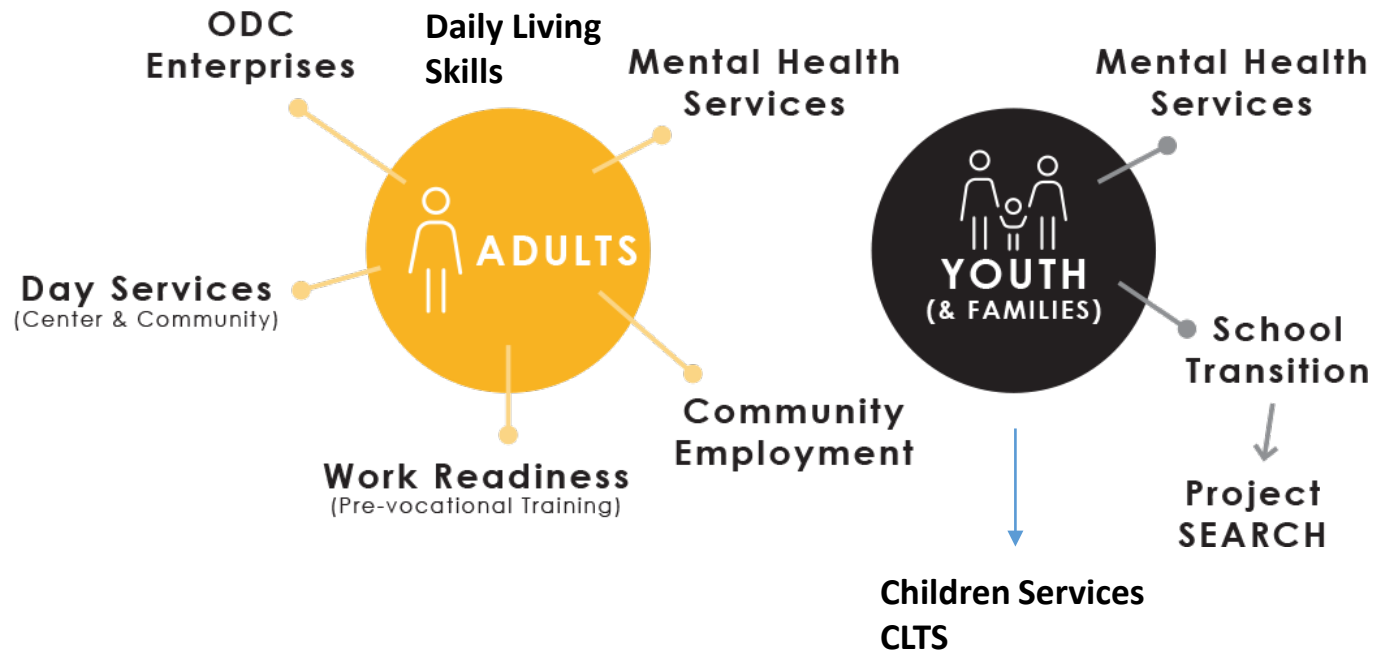 ODC
Enterprises
Daily Living
Skills
Mental Health
Services
ADULTS
Day Services
(Center & Community)
Work Readiness
(Pre-vocational Training)
Community
Employment
Mental Health
Services
YOUTH
(& FAMILIES)
School
Transition
Project
SEARCH
Children Services
CLTS